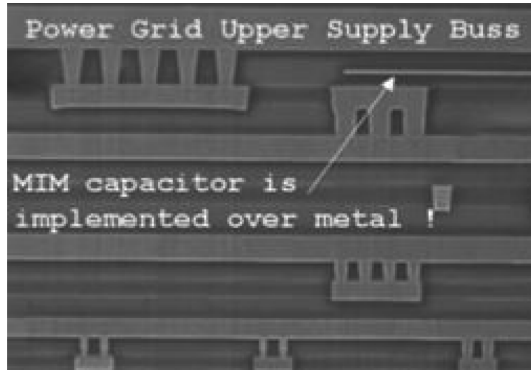 Power Grid Upper Supply Buss
MIM capacitor is
implemented over metal !